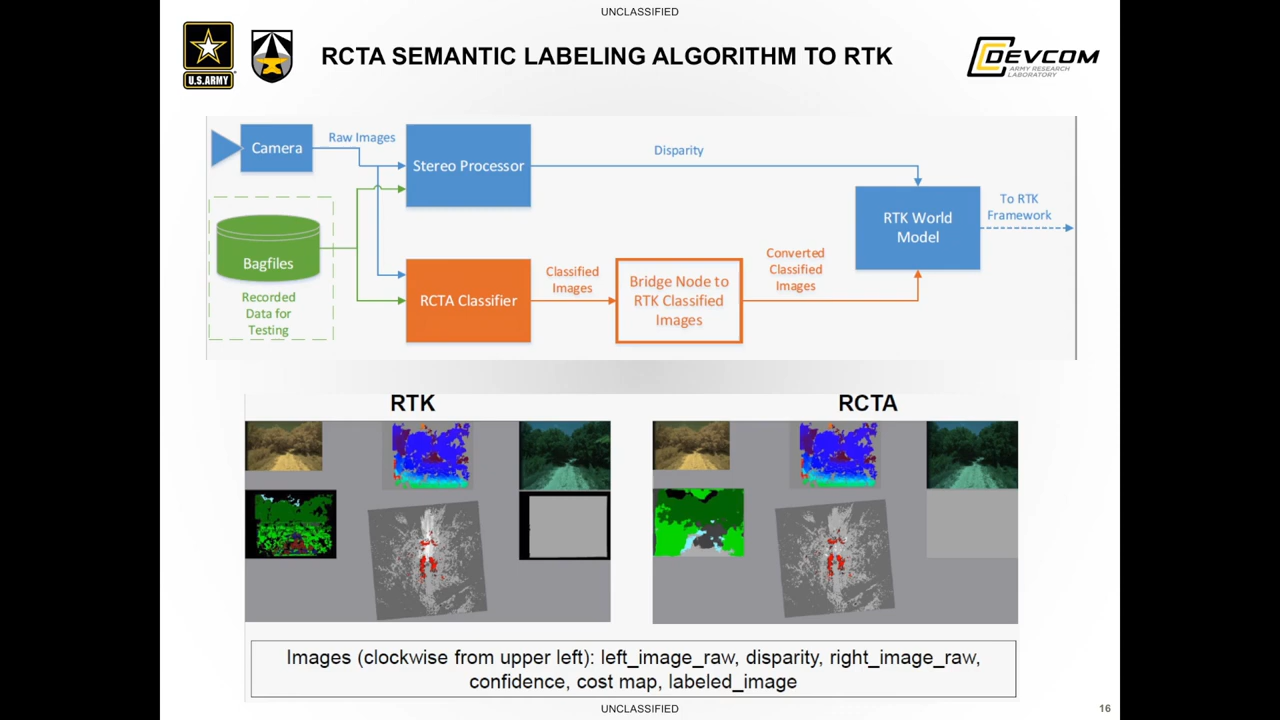 UNCLASSIFIED
U.S.ARMY
RCTA SEMANTIC LABELING ALGORITHM TO RTK
DEVCOM
ARMY RESEARCH
LABORATORY
Camera
Raw Images
Stereo Processor
Disparity
RTK World
Model
To RTK
Framework
Bagfiles
Recorded
Data for
Testing
RCTA Classifier
Classified
Images
Bridge Node to
RTK Classified
Images
Converted
Classified
Images
RTK
RCTA
Images (clockwise from upper left): left_image_raw, disparity, right_image_raw,
confidence, cost map, labeled_image
UNCLASSIFIED
16